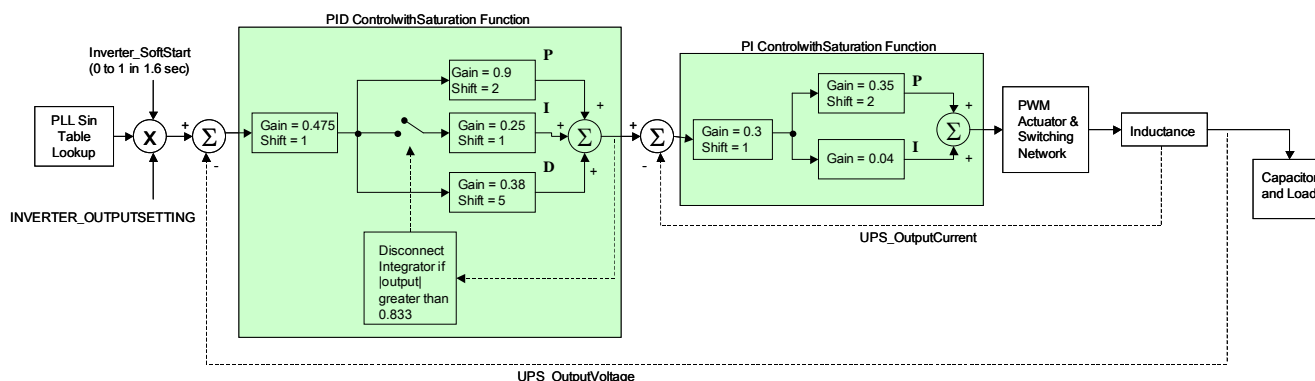 PID ControlwithSaturation Function
Inverter_SoftStart
(0 to 1 in 1.6 sec)
PLL Sin
Table
Lookup
X
INVERTER_OUTPUTSETTING
+
Σ
-
Gain = 0.475
Shift = 1
P
Gain = 0.9
Shift = 2
I
Gain = 0.25
Shift = 1
D
Gain = 0.38
Shift = 5
+
+
+
Σ
Disconnect
Integrator if
|output|
greater than
0.833
+
Σ
-
PI ControlwithSaturation Function
Gain = 0.3
Shift = 1
P
Gain = 0.35
Shift = 2
I
Gain = 0.04
+
+
Σ
PWM
Actuator &
Switching
Network
Inductance
Capacitor
and Load
UPS_OutputCurrent
UPS_OutputVoltage